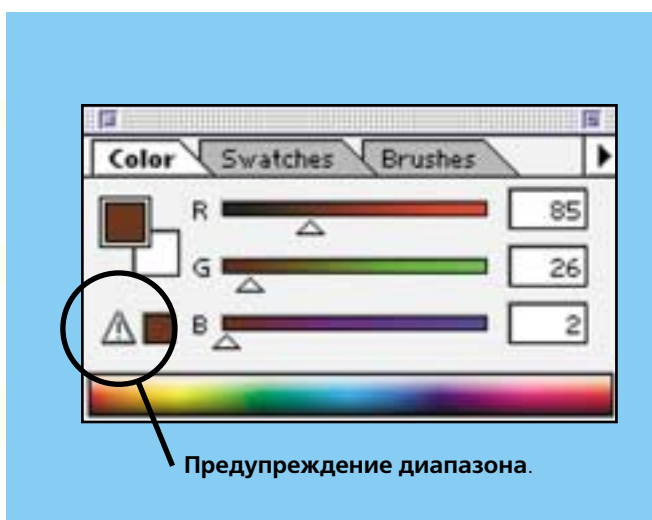 Color Swatches Brushes
R 85
G 26
B 2
Предупреждение диапазона.